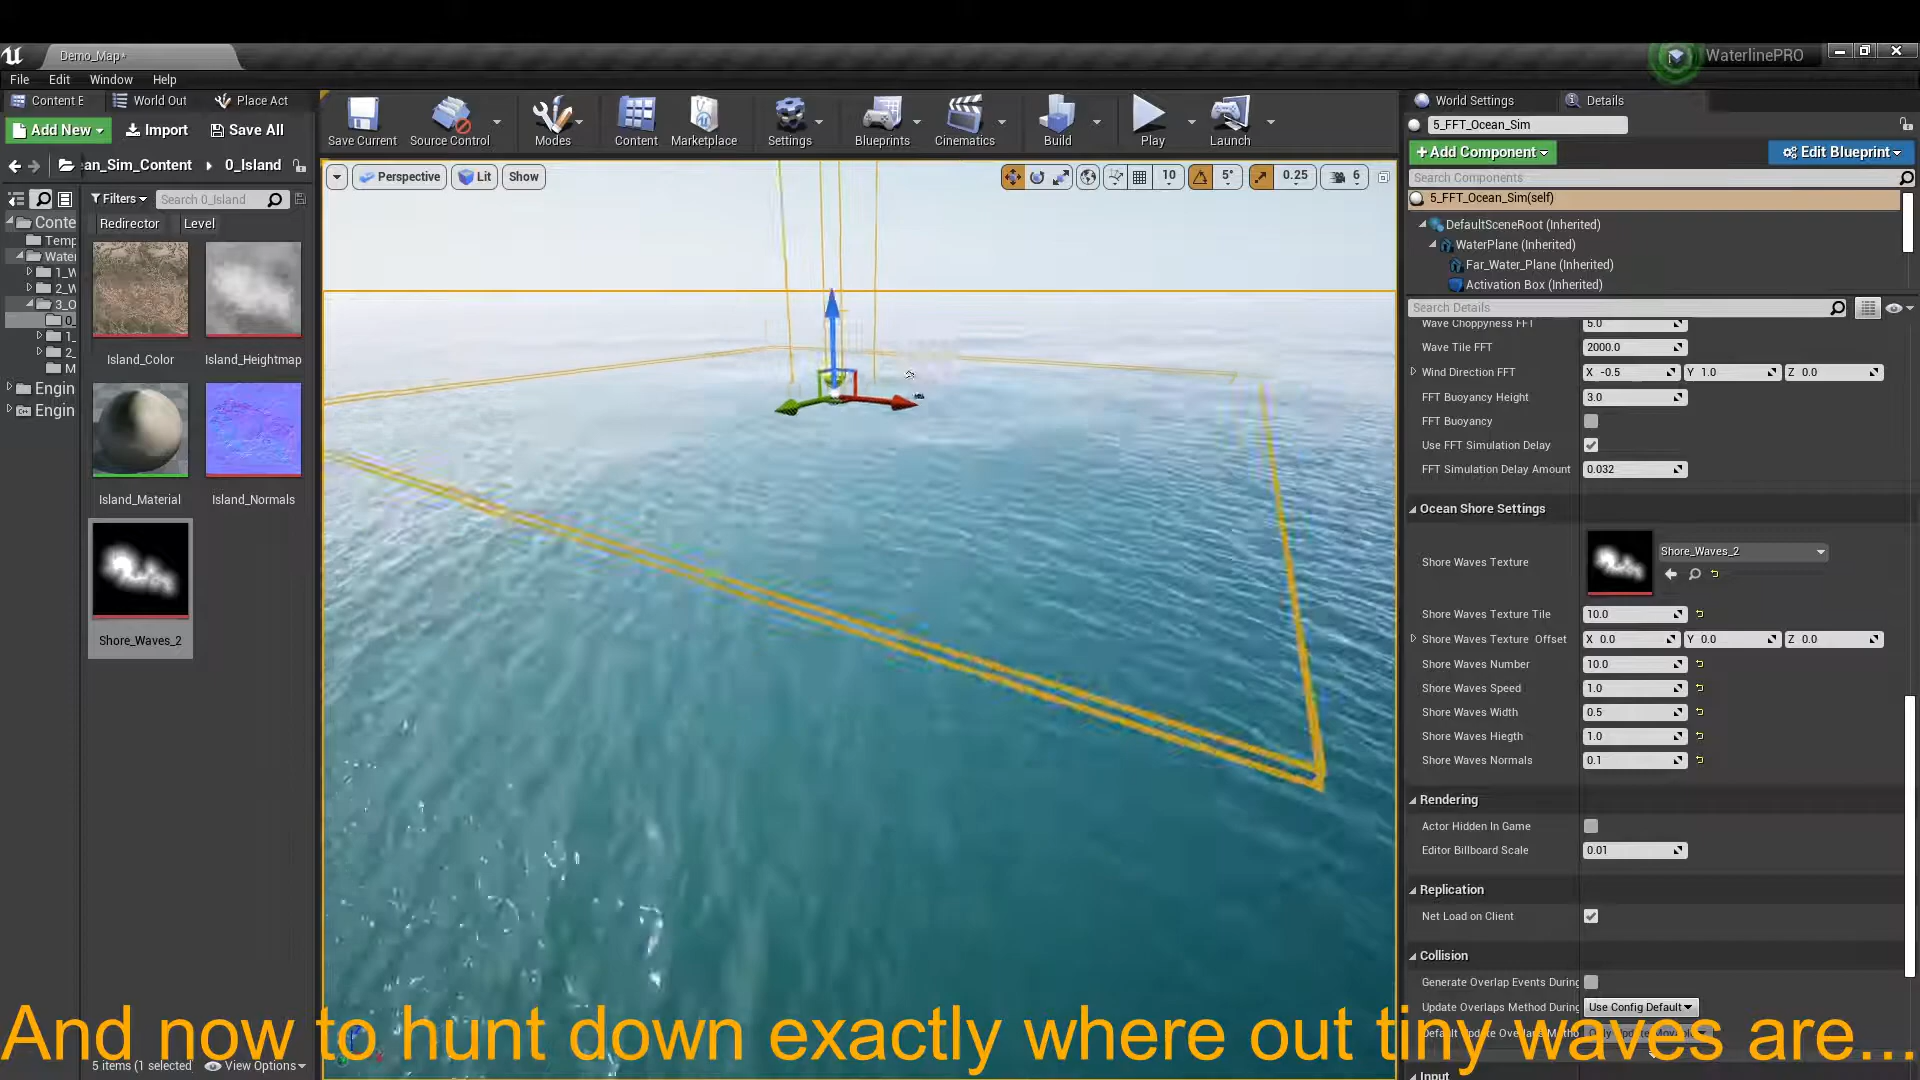 Demo_Map*
WaterlinePRO
File Edit Window Help
World Out
Place Act
World Settings
Details
Add New
Import
Save All
Save Current
Source Control
Modes
Content
Marketplace
Settings
Blueprints
Cinematics
Build
Play
Launch
5_FFT_Ocean_Sim
Add Component
Edit Blueprint
an_Sim_Content
0_Island
Perspective
Lit
Show
10
5°
0.25
6
Search Components
Filters
Search 0_Island
5_FFT_Ocean_Sim(self)
Redirector
Level
DefaultSceneRoot (Inherited)
WaterPlane (Inherited)
Far_Water_Plane (Inherited)
Activation Box (Inherited)
Search Details
Conte
Temp
Water
1_W
2_W
3_O
0_
1_
2_
M
Engin
Engin
Island_Color
Island_Heightmap
Island_Material
Island_Normals
Shore_Waves_2
Wave Choppyness FFT 5.0
Wave Tile FFT 2000.0
Wind Direction FFT X -0.5 Y 1.0 Z 0.0
FFT Buoyancy Height 3.0
FFT Buoyancy
Use FFT Simulation Delay
FFT Simulation Delay Amount 0.032
Ocean Shore Settings
Shore Waves Texture Shore_Waves_2
Shore Waves Texture Tile 10.0
Shore Waves Texture Offset X 0.0 Y 0.0 Z 0.0
Shore Waves Number 10.0
Shore Waves Speed 1.0
Shore Waves Width 0.5
Shore Waves Hiegth 1.0
Shore Waves Normals 0.1
Rendering
Actor Hidden In Game
Editor Billboard Scale 0.01
Replication
Net Load on Client
Collision
Generate Overlap Events During
Update Overlaps Method During Use Config Default
And now to hunt down exactly where out tiny waves are...
5 items (1 selected
View Options
Input